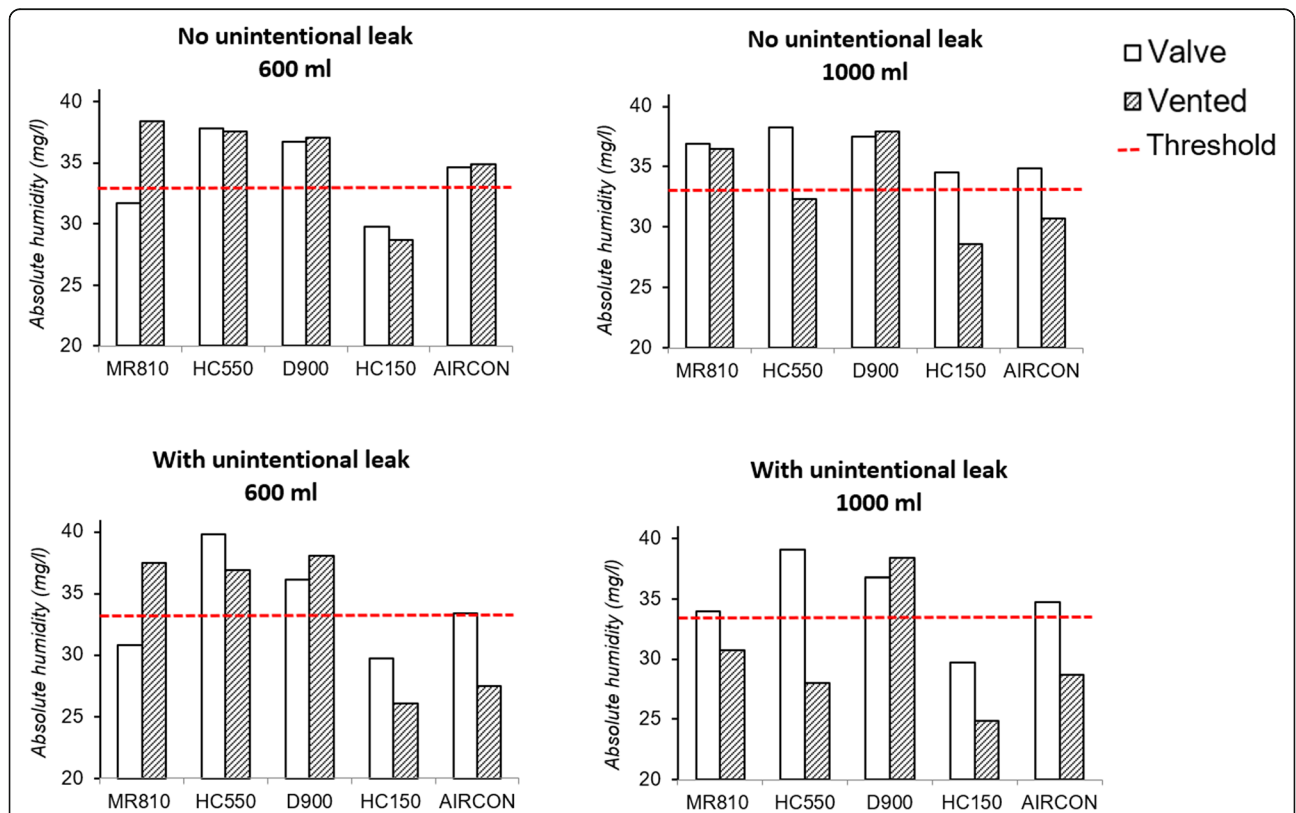 No unintentional leak
600 ml
Absolute humidity (mg/l)
40
35
30
25
20
MR810 HC550 D900 HC150 AIRCON
No unintentional leak
1000 ml
Absolute humidity (mg/l)
40
35
30
25
20
MR810 HC550 D900 HC150 AIRCON
Valve
Vented
Threshold
With unintentional leak
600 ml
Absolute humidity (mg/l)
40
35
30
25
20
MR810 HC550 D900 HC150 AIRCON
With unintentional leak
1000 ml
Absolute humidity (mg/l)
40
35
30
25
20
MR810 HC550 D900 HC150 AIRCON